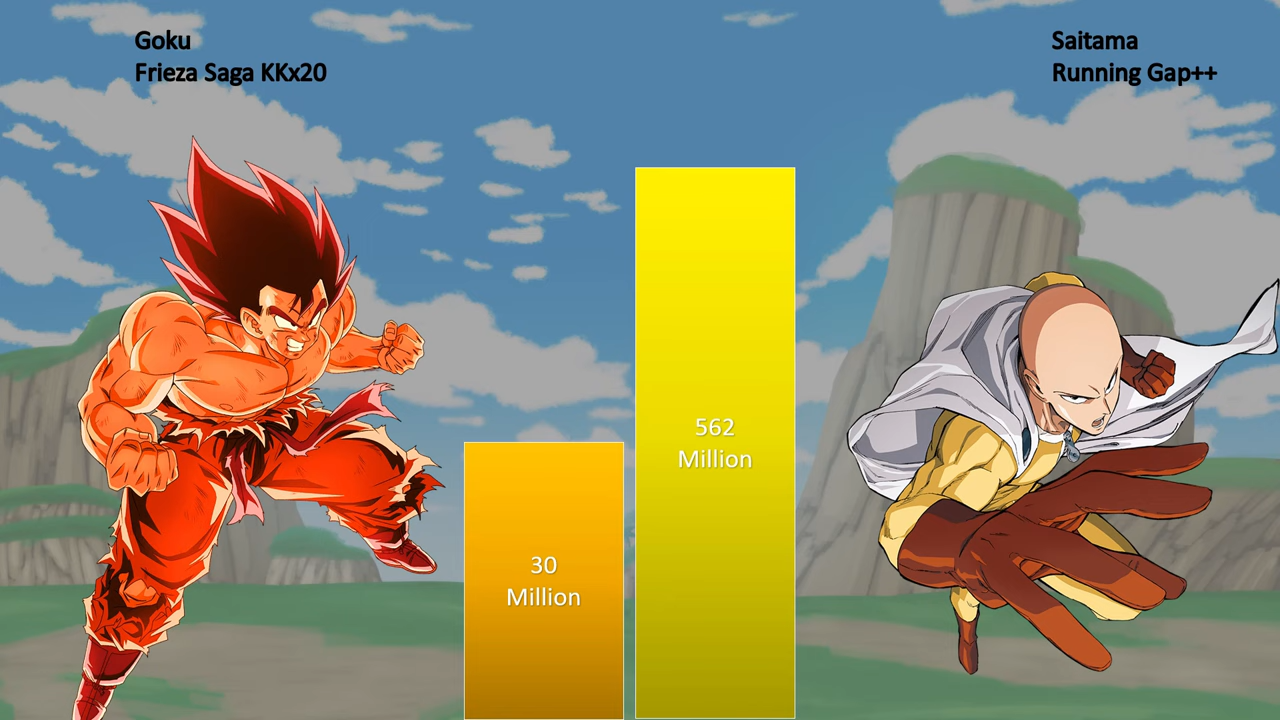 Goku
Frieza Saga KKx20
Saitama
Running Gap++
30
Million
562
Million